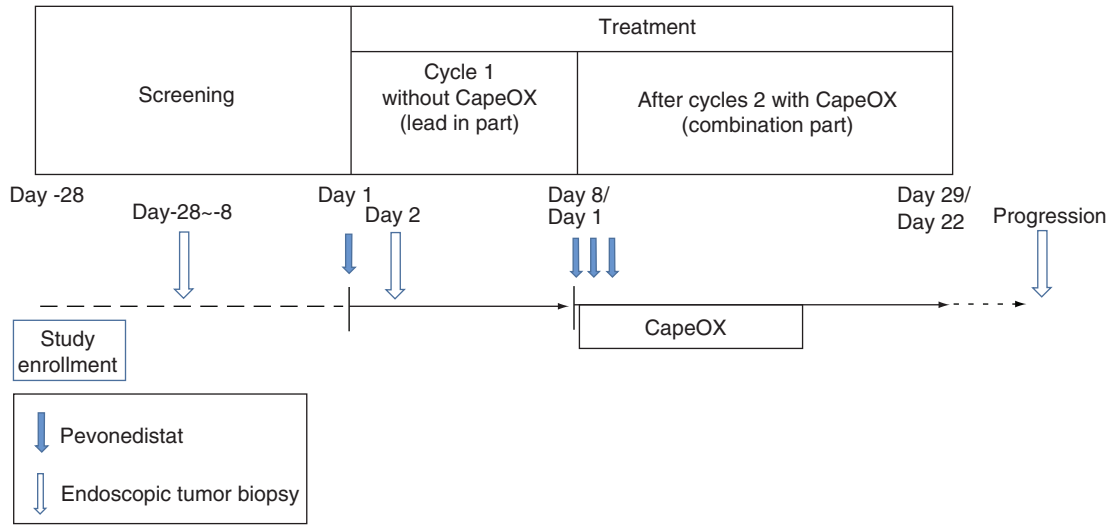 Treatment
Screening
Cycle 1
without CapeOX
(lead in part)
After cycles 2 with CapeOX
(combination part)
Day -28
Day-28~-8
Day 1
Day 2
Day 8/
Day 1
Day 29/
Day 22
Progression
Study
enrollment
CapeOX
Pevonedistat
Endoscopic tumor biopsy